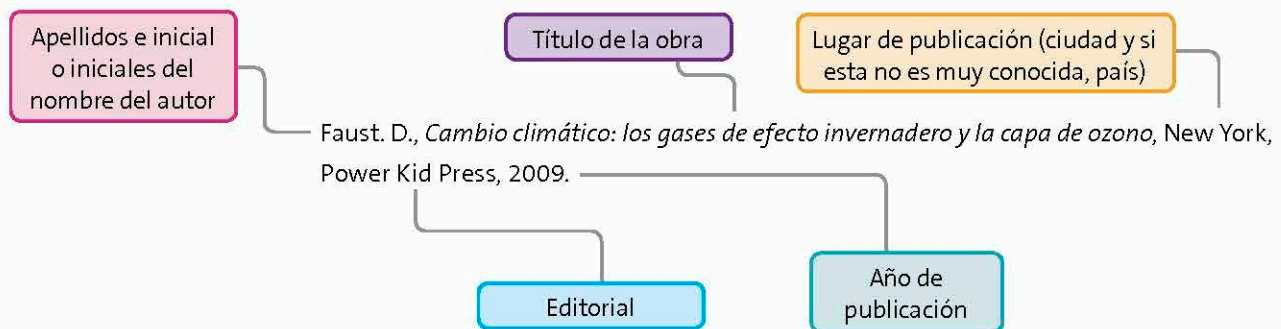 Apellidos e inicial
o iniciales del
nombre del autor
Título de la obra
Lugar de publicación (ciudad y si
esta no es muy conocida, país)
Faust. D., Cambio climático: los gases de efecto invernadero y la capa de ozono, New York,
Power Kid Press, 2009.
Editorial
Año de
publicación